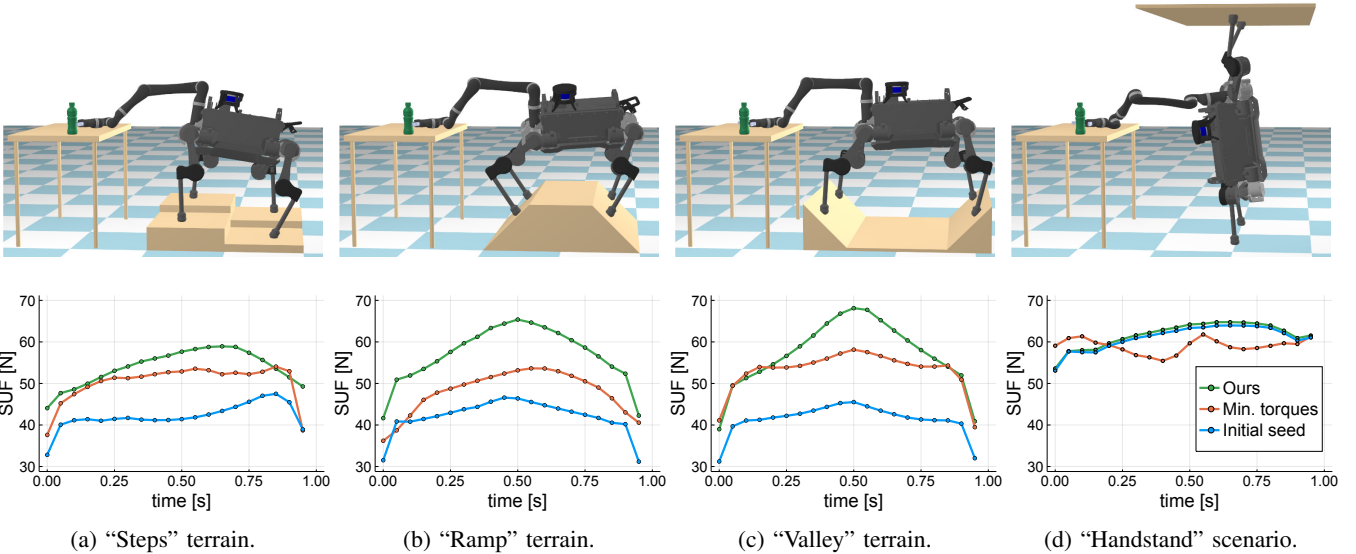 70
60
50
40
30
SUF [N]
0.00 0.25 0.50 0.75 1.00
time [s]
70
60
50
40
30
SUF [N]
0.00 0.25 0.50 0.75 1.00
time [s]
70
60
50
40
30
SUF [N]
0.00 0.25 0.50 0.75 1.00
time [s]
70
60
50
40
30
SUF [N]
Ours
Min. torques
Initial seed
0.00 0.25 0.50 0.75 1.00
time [s]
(a) “Steps” terrain.
(b) “Ramp” terrain.
(c) “Valley” terrain.
(d) “Handstand” scenario.